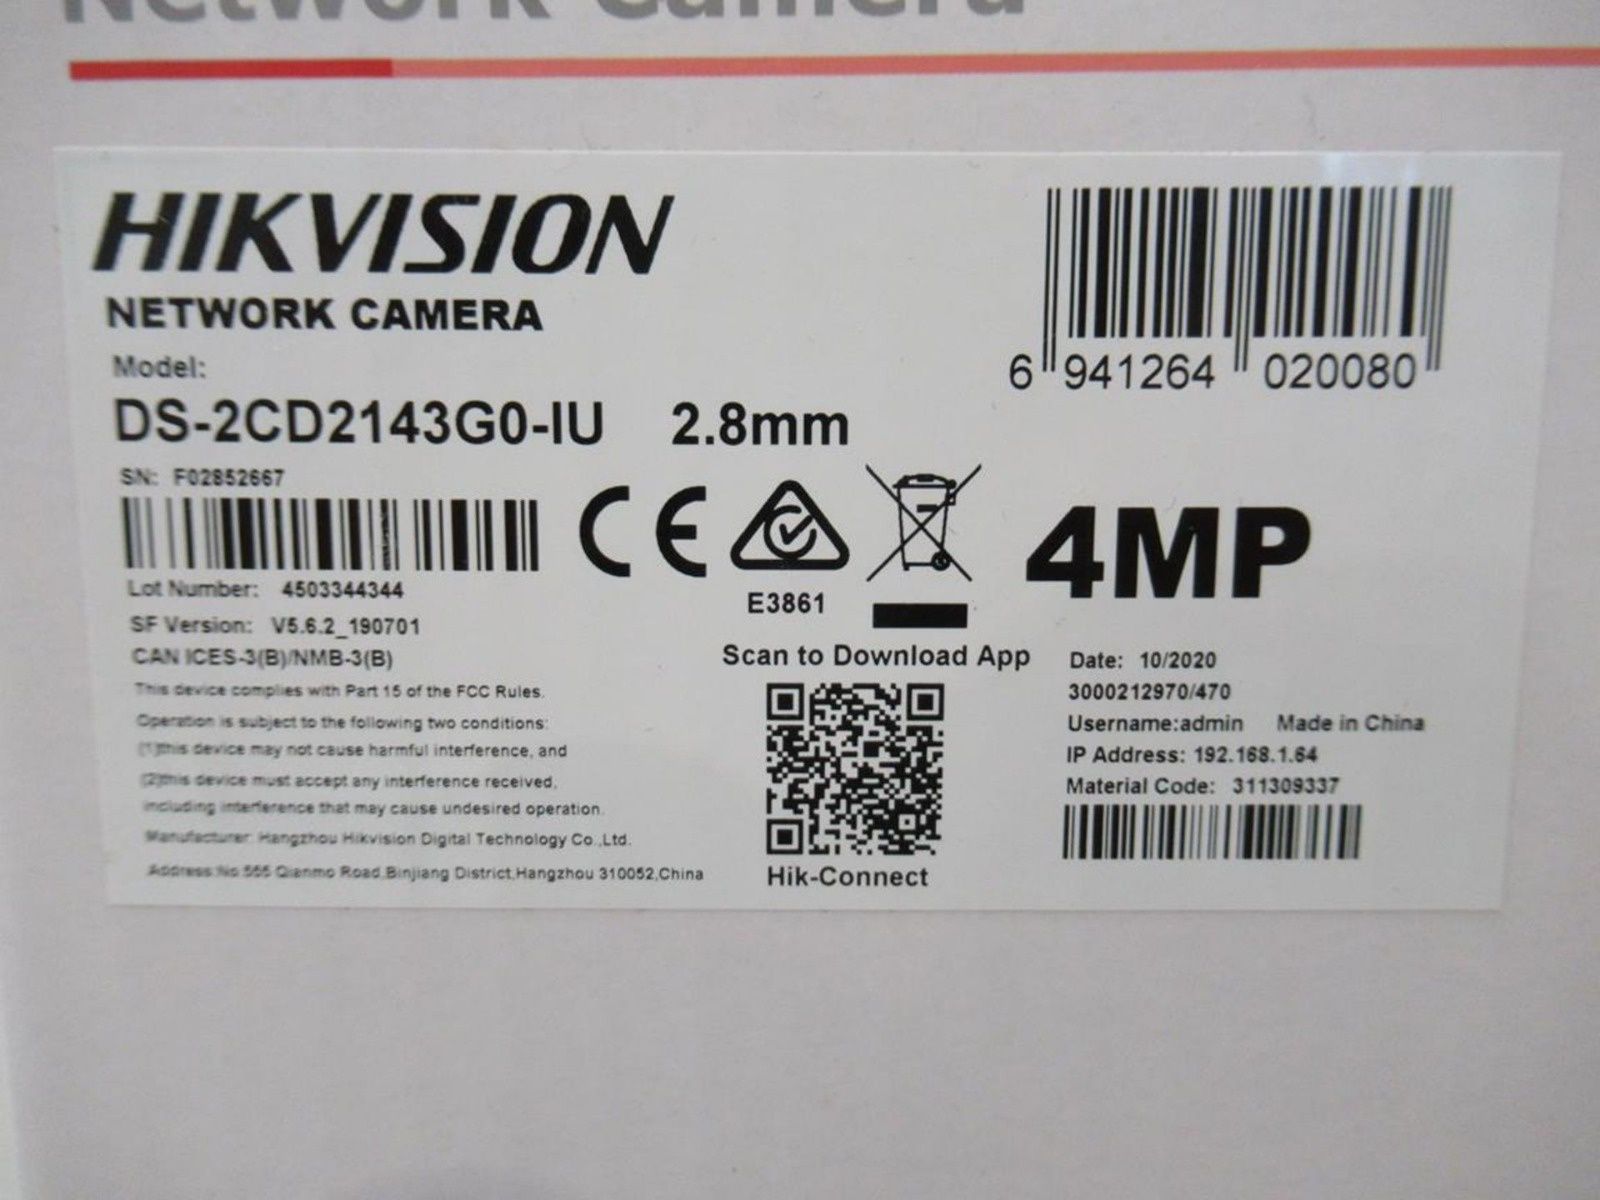 Network Camera
HIKVISION
NETWORK CAMERA
Model:
DS-2CD2143G0-IU 2.8mm
SN: F02852667
Lot Number: 4503344344
SF Version: V5.6.2_190701
CAN ICES-3(B)/NMB-3(B)
This device complies with Part 15 of the FCC Rules.
Operation is subject to the following two conditions:
(1)this device may not cause harmful interference, and
(2)this device must accept any interference received,
including interference that may cause undesired operation.
Manufacturer: Hangzhou Hikvision Digital Technology Co.,Ltd.
Address:No.555 Qianmo Road,Binjiang District,Hangzhou 310052,China
6 941264 020080
CE
E3861
4MP
Scan to Download App
Hik-Connect
Date: 10/2020
3000212970/470
Username:admin Made in China
IP Address: 192.168.1.64
Material Code: 311309337